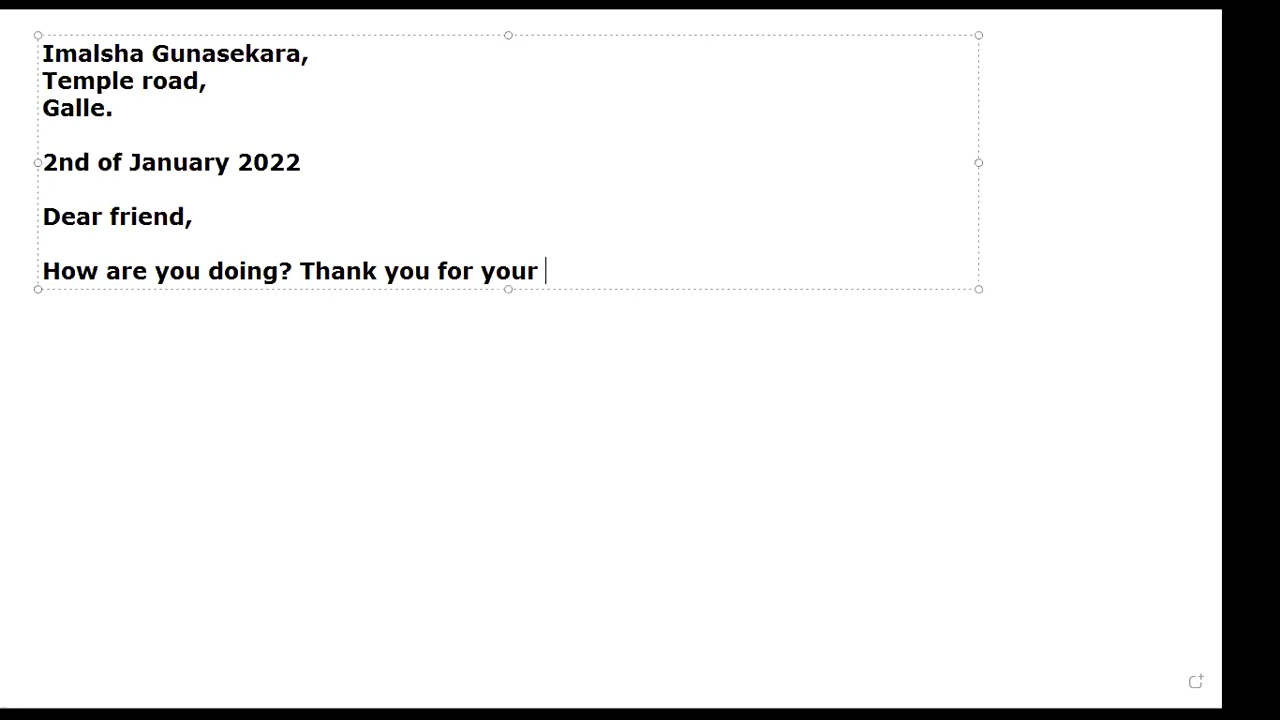 Imalsha Gunasekara,
Temple road,
Galle.
2nd of January 2022
Dear friend,
How are you doing? Thank you for your